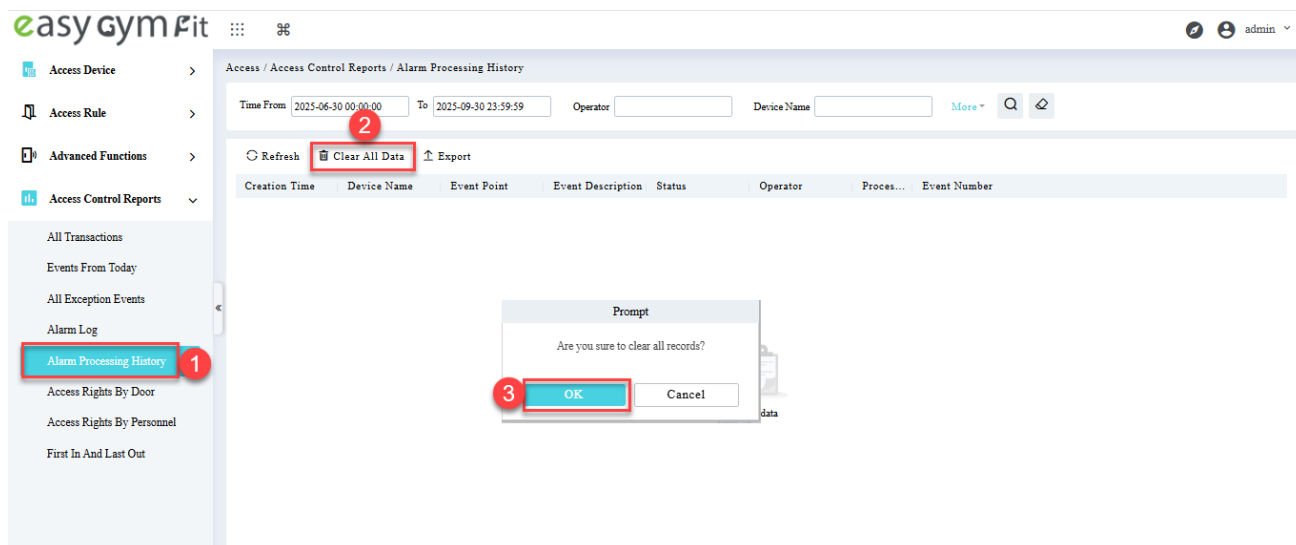 easy Gym Fit
admin
Access Device
Access Rule
Advanced Functions
Access Control Reports
All Transactions
Events From Today
All Exception Events
Alarm Log
Alarm Processing History 1
Access Rights By Door
Access Rights By Personnel
First In And Last Out
Access / Access Control Reports / Alarm Processing History
Time From 2025-06-30 00:00:00 To 2025-09-30 23:59:59 Operator Device Name More
2
Refresh Clear All Data Export
Creation Time Device Name Event Point Event Description Status Operator Proces... Event Number
Prompt
Are you sure to clear all records?
3 OK Cancel
data